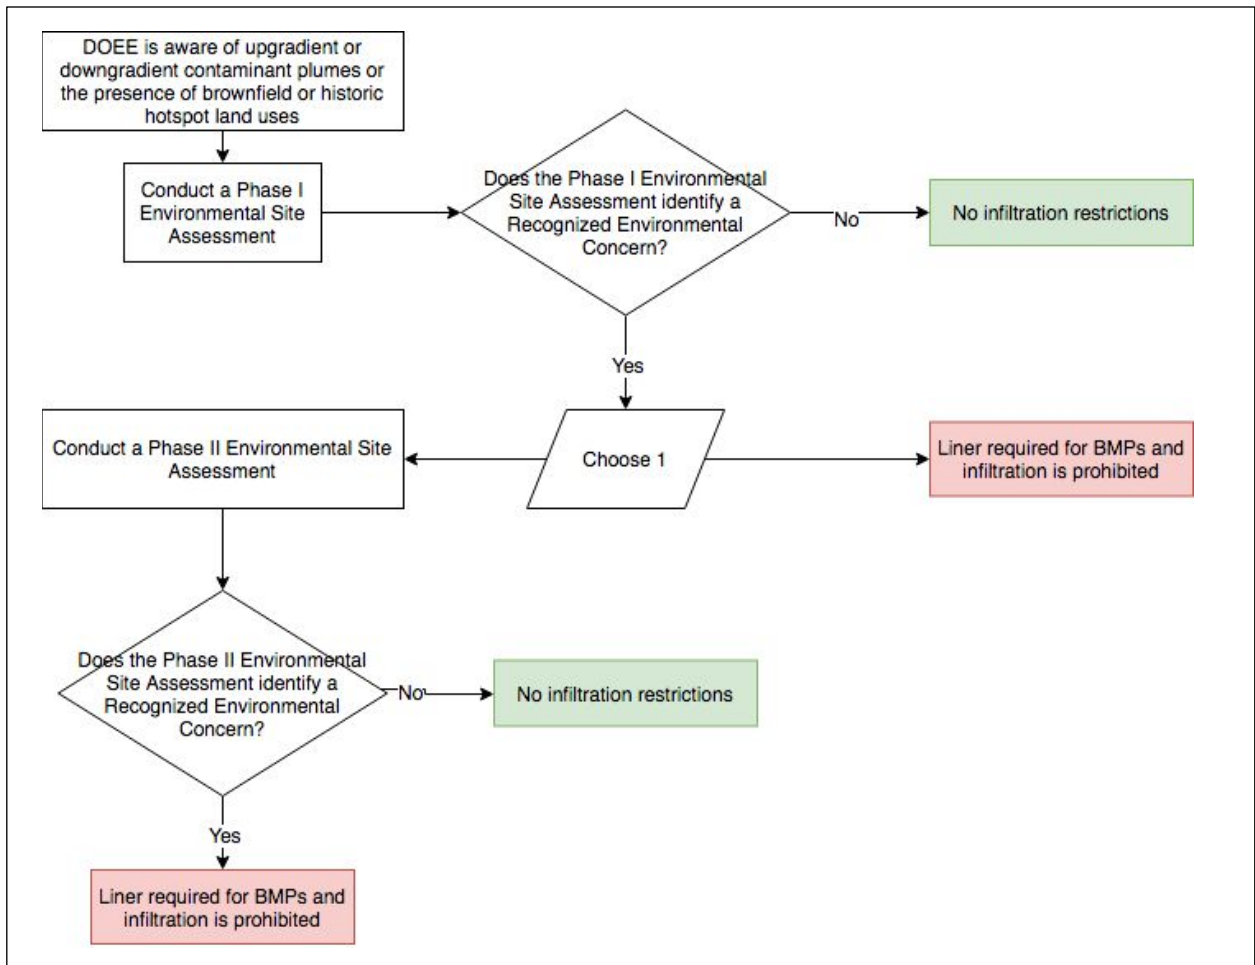 DOEE is aware of upgradient or
downgradient contaminant plumes or
the presence of brownfield or historic
hotspot land uses
Conduct a Phase I
Environmental Site
Assessment
Does the Phase I Environmental
Site Assessment identify a
Recognized Environmental
Concern?
No
No infiltration restrictions
Yes
Conduct a Phase II Environmental Site
Assessment
Choose 1
Liner required for BMPs and
infiltration is prohibited
Does the Phase II Environmental
Site Assessment identify a
Recognized Environmental
Concern?
No
No infiltration restrictions
Yes
Liner required for BMPs and
infiltration is prohibited